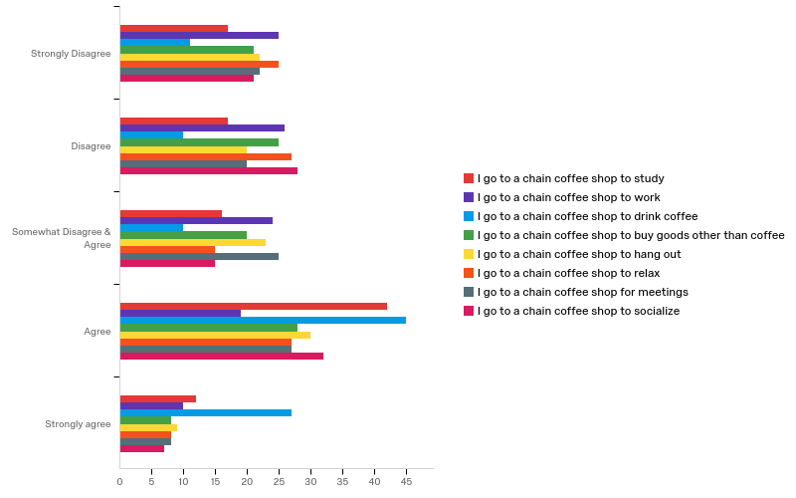 Strongly Disagree
Disagree
Somewhat Disagree &
Agree
Agree
Strongly agree
0 5 10 15 20 25 30 35 40 45
I go to a chain coffee shop to study
I go to a chain coffee shop to work
I go to a chain coffee shop to drink coffee
I go to a chain coffee shop to buy goods other than coffee
I go to a chain coffee shop to hang out
I go to a chain coffee shop to relax
I go to a chain coffee shop for meetings
I go to a chain coffee shop to socialize